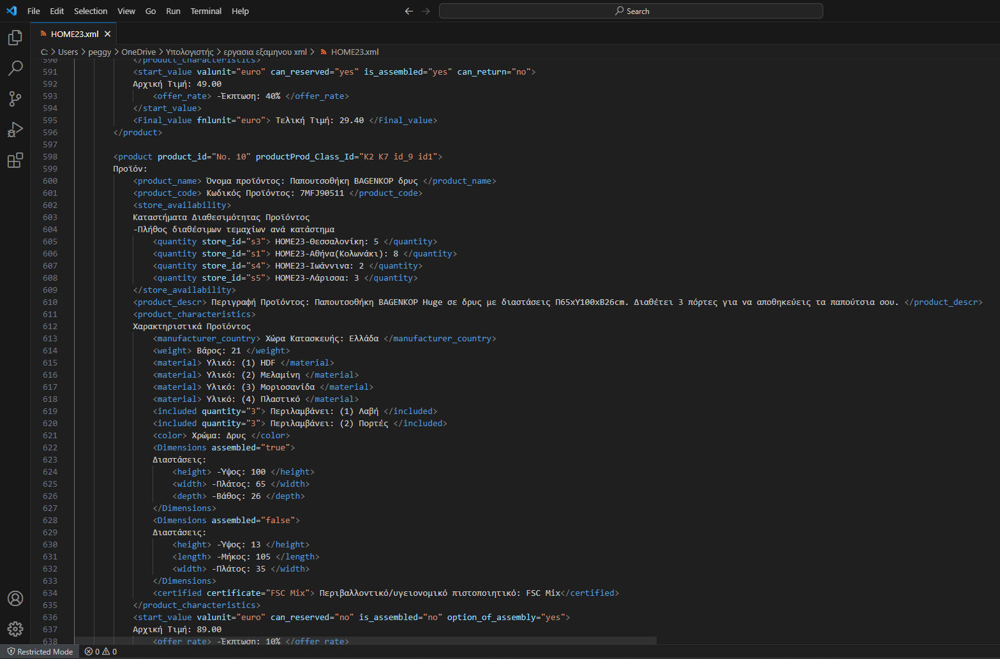 File Edit Selection View Go Run Terminal Help
Search
HOME23.xml
C: > Users > peggy > OneDrive > Υπολογιστής > εργασια εξαμηνου xml > HOME23.xml
590 </product_characteristics>
591 <start_value valunit="euro" can_reserved="yes" is_assembled="yes" can_return="no">
592 Αρχική Τιμή: 49.00
593 <offer_rate> -Έκπτωση: 40% </offer_rate>
594 </start_value>
595 <Final_value fnlunit="euro"> Τελική Τιμή: 29.40 </Final_value>
596 </product>
597
598 <product product_id="No. 10" productProd_Class_Id="K2 K7 id_9 id1">
599 Προϊόν:
600 <product_name> Όνομα προϊόντος: Παπουτσοθήκη BAGENKOP δρυς </product_name>
601 <product_code> Κωδικός Προϊόντος: 7MFJ90511 </product_code>
602 <store_availability>
603 Καταστήματα Διαθεσιμότητας Προϊόντος
604 -Πλήθος διαθέσιμων τεμαχίων ανά κατάστημα
605 <quantity store_id="s3"> HOME23-Θεσσαλονίκη: 5 </quantity>
606 <quantity store_id="s1"> HOME23-Αθήνα(Κολωνάκι): 8 </quantity>
607 <quantity store_id="s4"> HOME23-Ιωάννινα: 2 </quantity>
608 <quantity store_id="s5"> HOME23-Λάρισσα: 3 </quantity>
609 </store_availability>
610 <product_descr> Περιγραφή Προϊόντος: Παπουτσοθήκη BAGENKOP Huge σε δρυς με διαστάσεις Π65xΥ100xΒ26cm. Διαθέτει 3 πόρτες για να αποθηκεύεις τα παπούτσια σου. </product_descr>
611 <product_characteristics>
612 Χαρακτηριστικά Προϊόντος
613 <manufacturer_country> Χώρα Κατασκευής: Ελλάδα </manufacturer_country>
614 <weight> Βάρος: 21 </weight>
615 <material> Υλικό: (1) HDF </material>
616 <material> Υλικό: (2) Μελαμίνη </material>
617 <material> Υλικό: (3) Μοριοσανίδα </material>
618 <material> Υλικό: (4) Πλαστικό </material>
619 <included quantity="3"> Περιλαμβάνει: (1) Λαβή </included>
620 <included quantity="3"> Περιλαμβάνει: (2) Πορτές </included>
621 <color> Χρώμα: Δρυς </color>
622 <Dimensions assembled="true">
623 Διαστάσεις:
624 <height> -Ύψος: 100 </height>
625 <width> -Πλάτος: 65 </width>
626 <depth> -Βάθος: 26 </depth>
627 </Dimensions>
628 <Dimensions assembled="false">
629 Διαστάσεις:
630 <height> -Ύψος: 13 </height>
631 <length> -Μήκος: 105 </length>
632 <width> -Πλάτος: 35 </width>
633 </Dimensions>
634 <certified certificate="FSC Mix"> Περιβαλλοντικό/υγειονομικό πιστοποιητικό: FSC Mix</certified>
635 </product_characteristics>
636 <start_value valunit="euro" can_reserved="no" is_assembled="no" option_of_assembly="yes">
637 Αρχική Τιμή: 89.00
638 <offer_rate> -Έκπτωση: 10% </offer_rate>
Restricted Mode 0 0